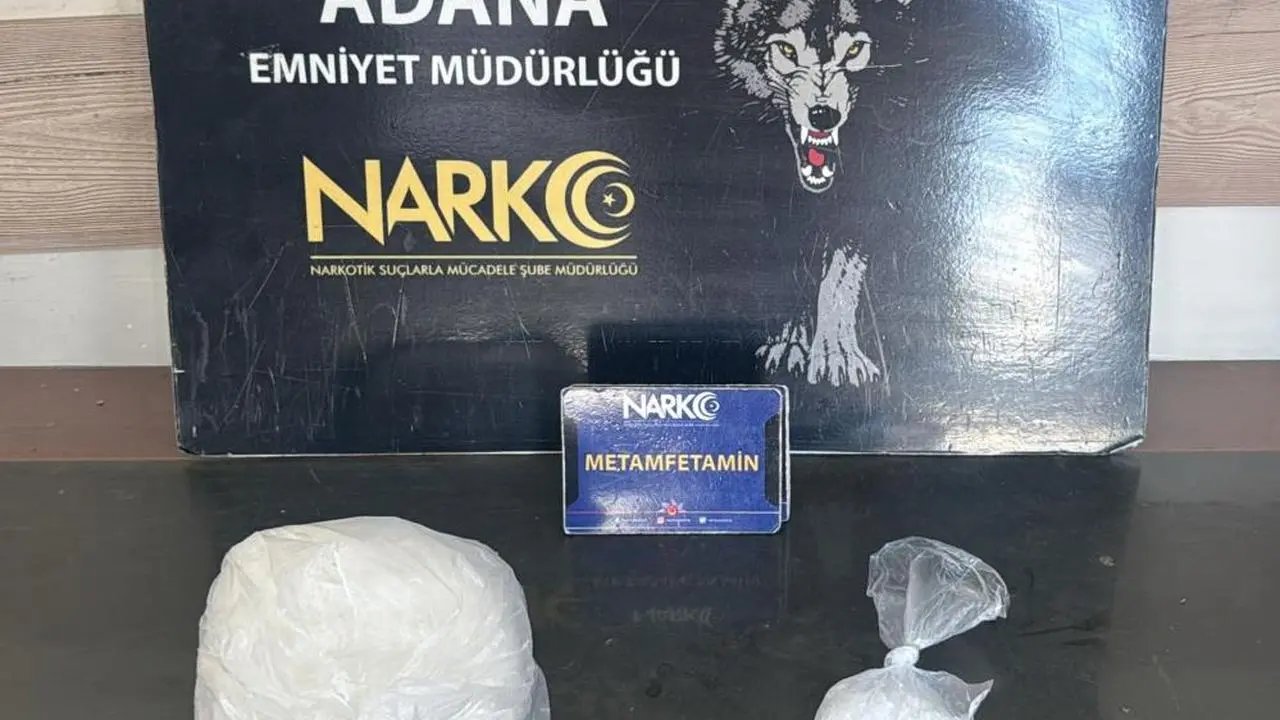 ADANA
EMNİYET MÜDÜRLÜĞÜ
NARKO
NARKOTİK SUÇLARLA MÜCADELE ŞUBE MÜDÜRLÜĞÜ
NARKO
METAMFETAMİN